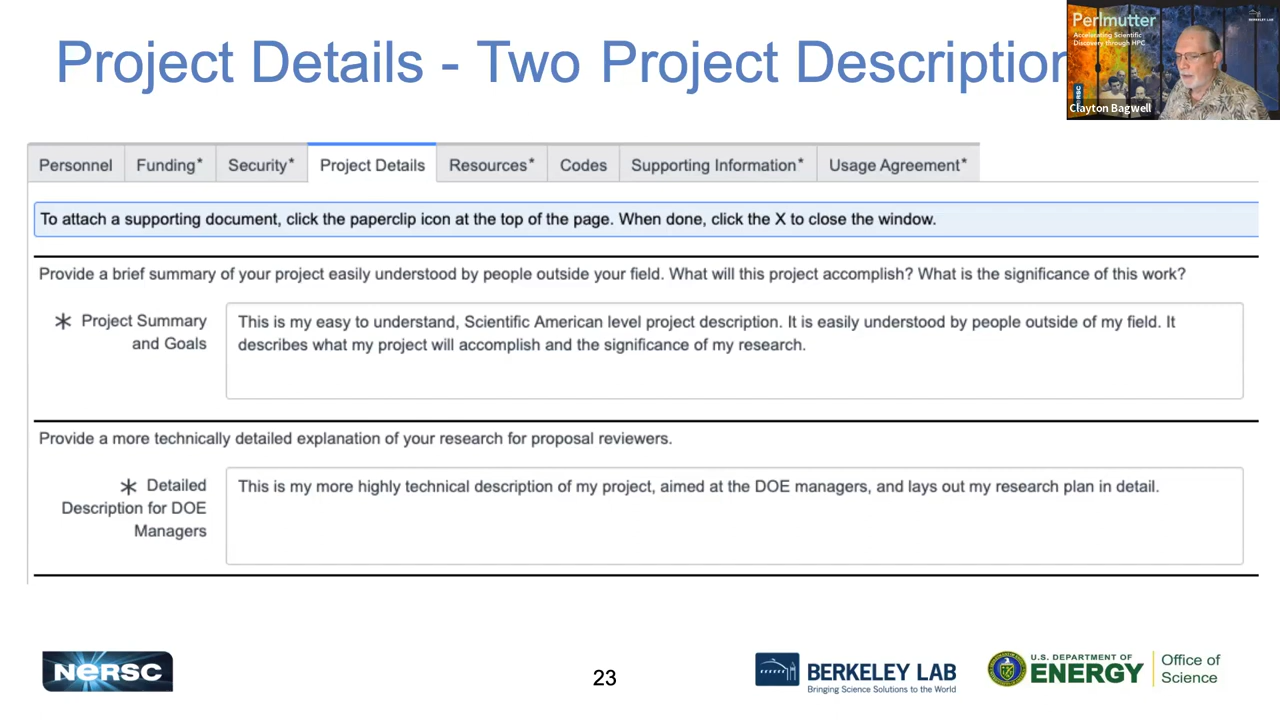 Project Details - Two Project Description
Perlmutter
Accelerating Scientific
Discovery through HPC
BERKELEY LAB
NERSC
Clayton Bagwell
Personnel
Funding*
Security*
Project Details
Resources*
Codes
Supporting Information*
Usage Agreement*
To attach a supporting document, click the paperclip icon at the top of the page. When done, click the X to close the window.
Provide a brief summary of your project easily understood by people outside your field. What will this project accomplish? What is the significance of this work?
* Project Summary
and Goals
This is my easy to understand, Scientific American level project description. It is easily understood by people outside of my field. It
describes what my project will accomplish and the significance of my research.
Provide a more technically detailed explanation of your research for proposal reviewers.
* Detailed
Description for DOE
Managers
This is my more highly technical description of my project, aimed at the DOE managers, and lays out my research plan in detail.
NERSC
23
BERKELEY LAB
Bringing Science Solutions to the World
U.S. DEPARTMENT OF
ENERGY
Office of
Science